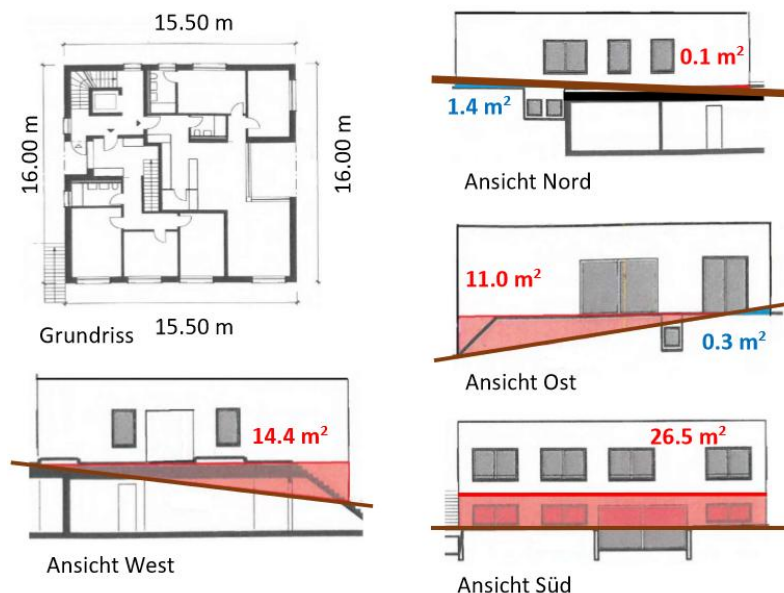 15.50 m
16.00 m
16.00 m
Grundriss
15.50 m
0.1 m²
1.4 m²
Ansicht Nord
11.0 m²
0.3 m²
Ansicht Ost
14.4 m²
Ansicht West
26.5 m²
Ansicht Süd